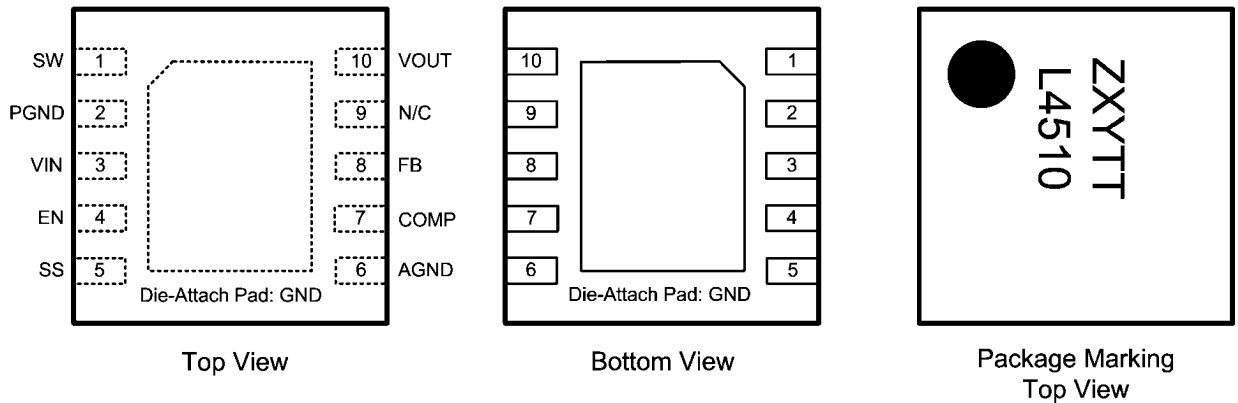 SW 1 10 VOUT
PGND 2 9 N/C
VIN 3 8 FB
EN 4 7 COMP
SS 5 6 AGND
Die-Attach Pad: GND
Top View
10 1
9 2
8 3
7 4
6 5
Die-Attach Pad: GND
Bottom View
ZXYTT
L4510
Package Marking
Top View